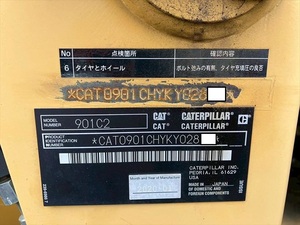 No 点検箇所 確認内容
6 タイヤとホイール ボルト弛みの有無、タイヤ空気圧の良否
*CAT0901CHYKY028
MODEL NUMBER 901C2 CAT CATERPILLAR
CAT CATERPILLAR
PRODUCT IDENTIFICATION NUMBER *CAT0901CHYKY028
Month and Year of Manufacture
CATERPILLAR INC.
PEORIA, IL 61629
MADE IN JAPAN
OF DOMESTIC AND
FOREIGN COMPONENTS